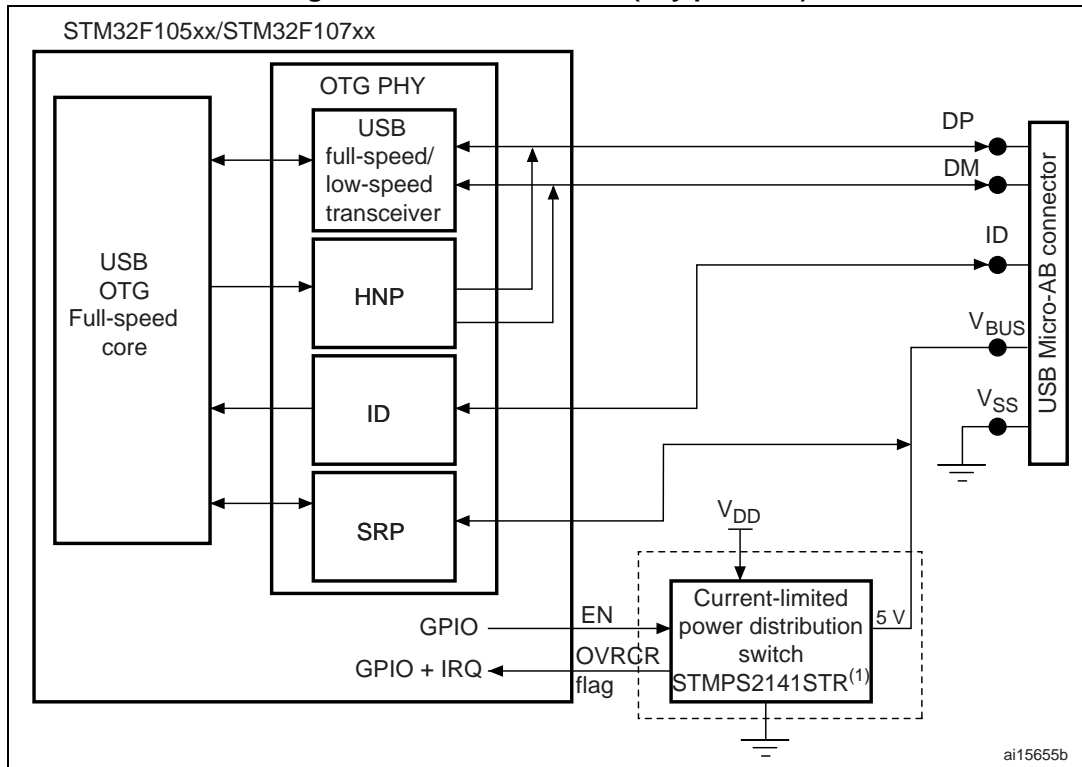 STM32F105xx/STM32F107xx
OTG PHY
USB
full-speed/
low-speed
transceiver
HNP
ID
SRP
USB
OTG
Full-speed
core
DP
DM
ID
VBUS
VSS
USB Micro-AB connector
VDD
Current-limited
power distribution
switch
STMPS2141STR(1)
5 V
GPIO
EN
GPIO + IRQ
OVRCR
flag
ai15655b